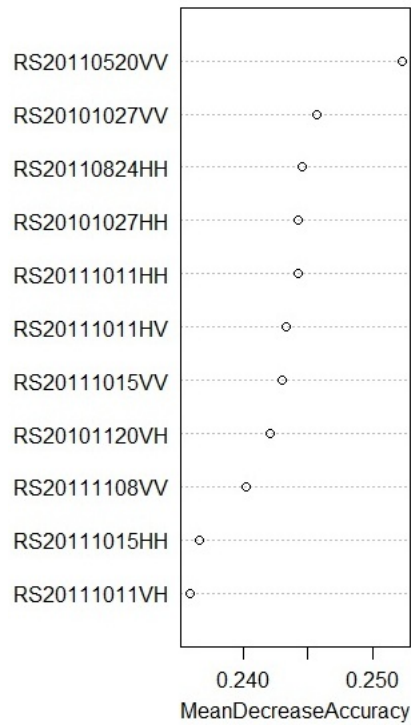 RS20110520VV
RS20101027VV
RS20110824HH
RS20101027HH
RS20111011HH
RS20111011HV
RS20111015VV
RS20101120VH
RS20111108VV
RS20111015HH
RS20111011VH
0.240 0.250
MeanDecreaseAccuracy